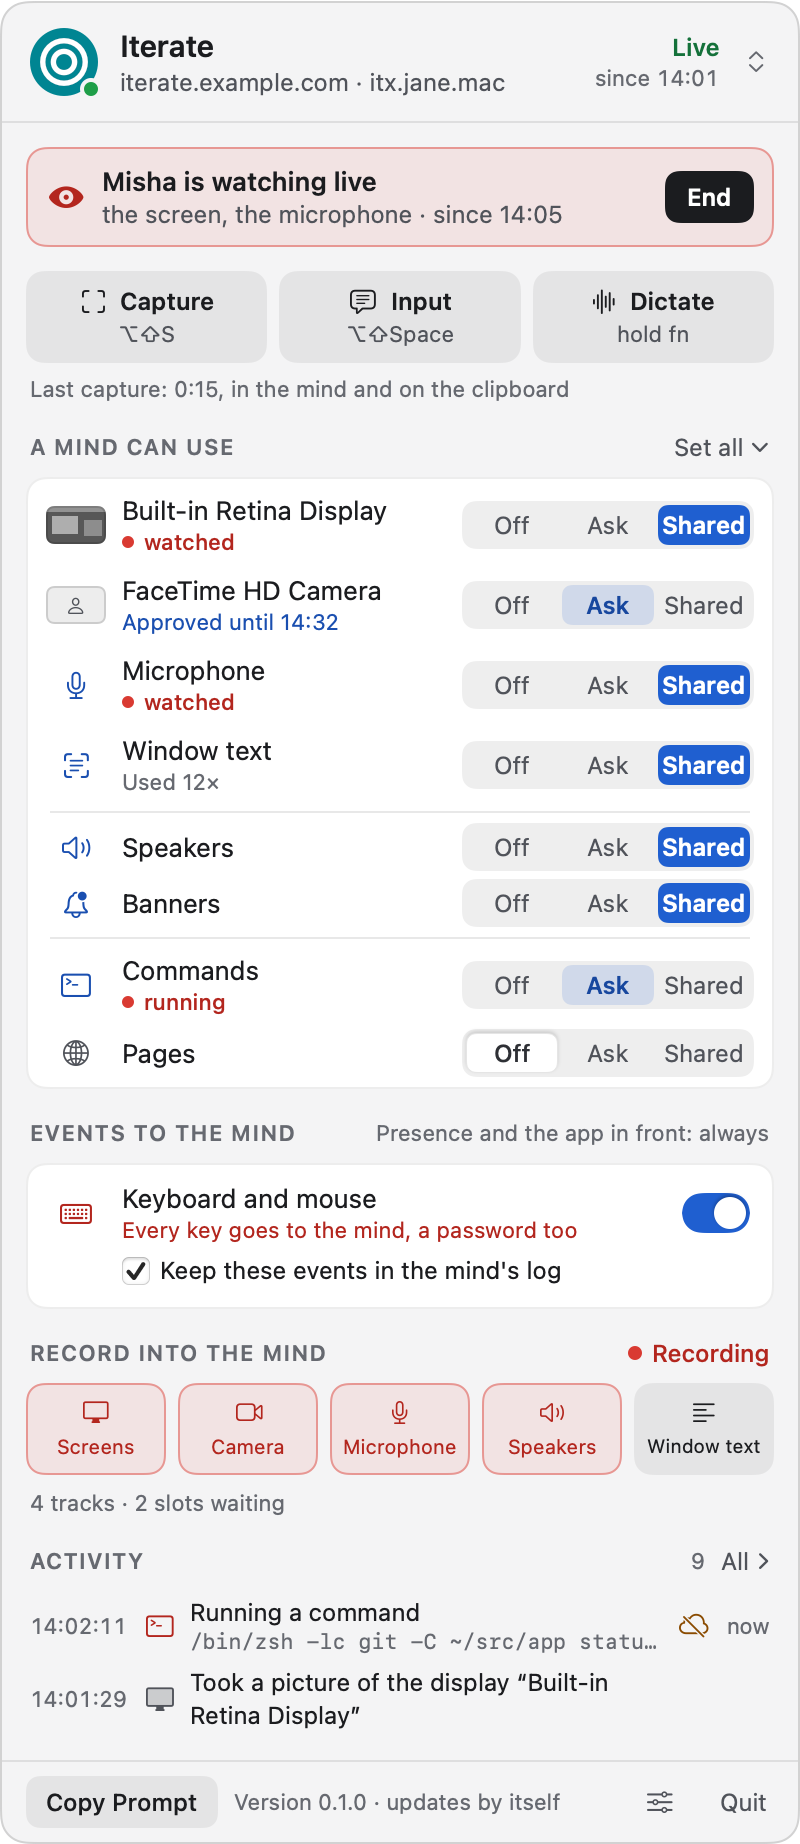 Iterate
iterate.example.com · itx.jane.mac
Live
since 14:01
Misha is watching live
the screen, the microphone · since 14:05
End
Capture
⌥⇧S
Input
⌥⇧Space
Dictate
hold fn
Last capture: 0:15, in the mind and on the clipboard
A MIND CAN USE
Set all
Built-in Retina Display
watched
Off Ask Shared
FaceTime HD Camera
Approved until 14:32
Off Ask Shared
Microphone
watched
Off Ask Shared
Window text
Used 12×
Off Ask Shared
Speakers
Off Ask Shared
Banners
Off Ask Shared
Commands
running
Off Ask Shared
Pages
Off Ask Shared
EVENTS TO THE MIND
Presence and the app in front: always
Keyboard and mouse
Every key goes to the mind, a password too
Keep these events in the mind's log
RECORD INTO THE MIND
Recording
Screens
Camera
Microphone
Speakers
Window text
4 tracks · 2 slots waiting
ACTIVITY
9 All
14:02:11
Running a command
/bin/zsh −lc git −C ~/src/app statu…
now
14:01:29
Took a picture of the display “Built-in
Retina Display”
Copy Prompt
Version 0.1.0 · updates by itself
Quit